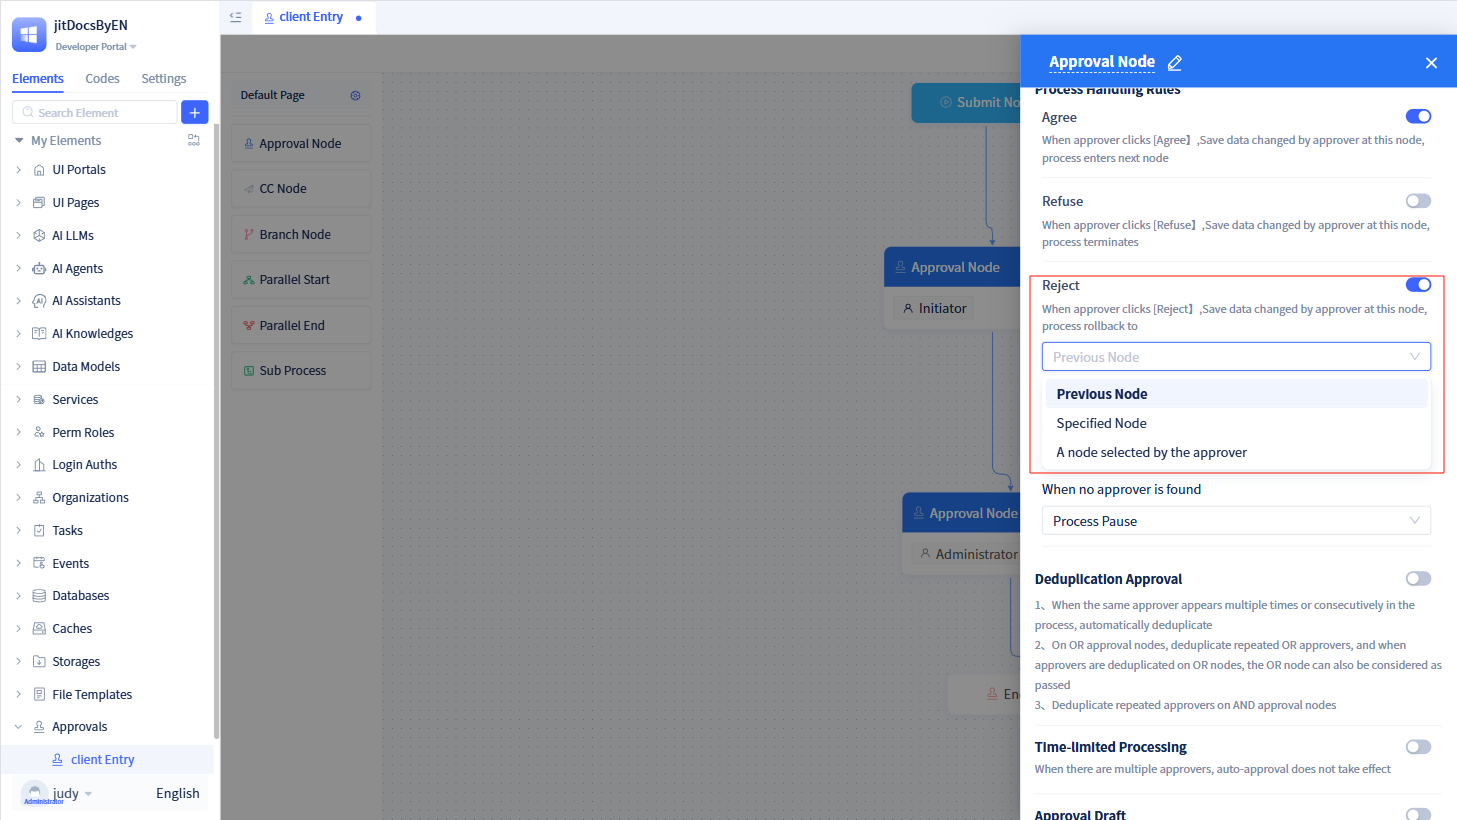 jitDocsByEN
Developer Portal
Elements
Codes
Settings
Search Element
My Elements
UI Portals
UI Pages
AI LLMs
AI Agents
AI Assistants
AI Knowledges
Data Models
Services
Perm Roles
Login Auths
Organizations
Tasks
Events
Databases
Caches
Storages
File Templates
Approvals
client Entry
judy
Administrator
English
client Entry
Default Page
Approval Node
CC Node
Branch Node
Parallel Start
Parallel End
Sub Process
Submit No
Approval Node
Initiator
Approval Node
Administrator
En
Approval Node
Process Handling Rules
Agree
When approver clicks [Agree】,Save data changed by approver at this node,
process enters next node
Refuse
When approver clicks [Refuse】,Save data changed by approver at this node,
process terminates
Reject
When approver clicks [Reject】,Save data changed by approver at this node,
process rollback to
Previous Node
Previous Node
Specified Node
A node selected by the approver
When no approver is found
Process Pause
Deduplication Approval
1、When the same approver appears multiple times or consecutively in the
process, automatically deduplicate
2、On OR approval nodes, deduplicate repeated OR approvers, and when
approvers are deduplicated on OR nodes, the OR node can also be considered as
passed
3、Deduplicate repeated approvers on AND approval nodes
Time-limited Processing
When there are multiple approvers, auto-approval does not take effect
Approval Draft